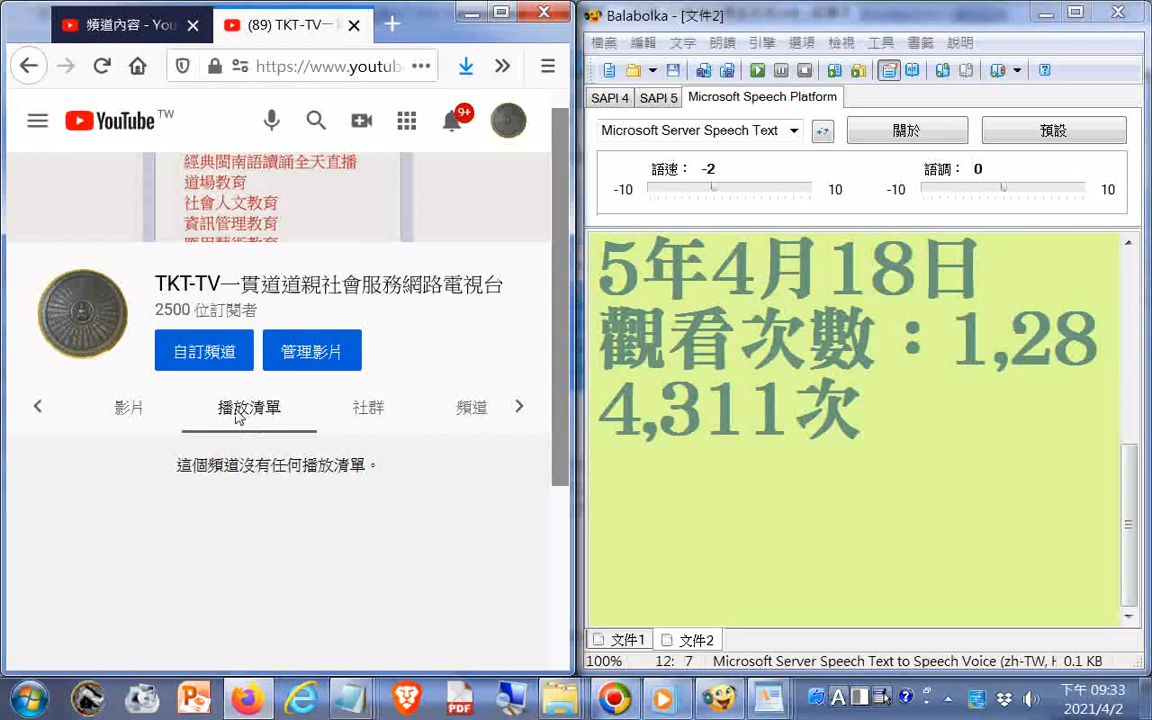 頻道內容 - You
(89) TKT-TV一
https://www.youtub
YouTube TW
9+
經典閩南語讀誦全天直播
道場教育
社會人文教育
資訊管理教育
應用藝術教育
TKT-TV一貫道道親社會服務網路電視台
2500 位訂閱者
自訂頻道
管理影片
影片
播放清單
社群
頻道
這個頻道沒有任何播放清單。
Balabolka - [文件2]
檔案 編輯 文字 朗讀 引擎 選項 檢視 工具 書籤 說明
SAPI 4
SAPI 5
Microsoft Speech Platform
Microsoft Server Speech Text
關於
預設
語速： -2
語調： 0
-10
10
-10
10
5年4月18日
觀看次數：1,28
4,311次
文件1
文件2
100%
12: 7
Microsoft Server Speech Text to Speech Voice (zh-TW, H
0.1 KB
PDF
A
下午 09:33
2021/4/2